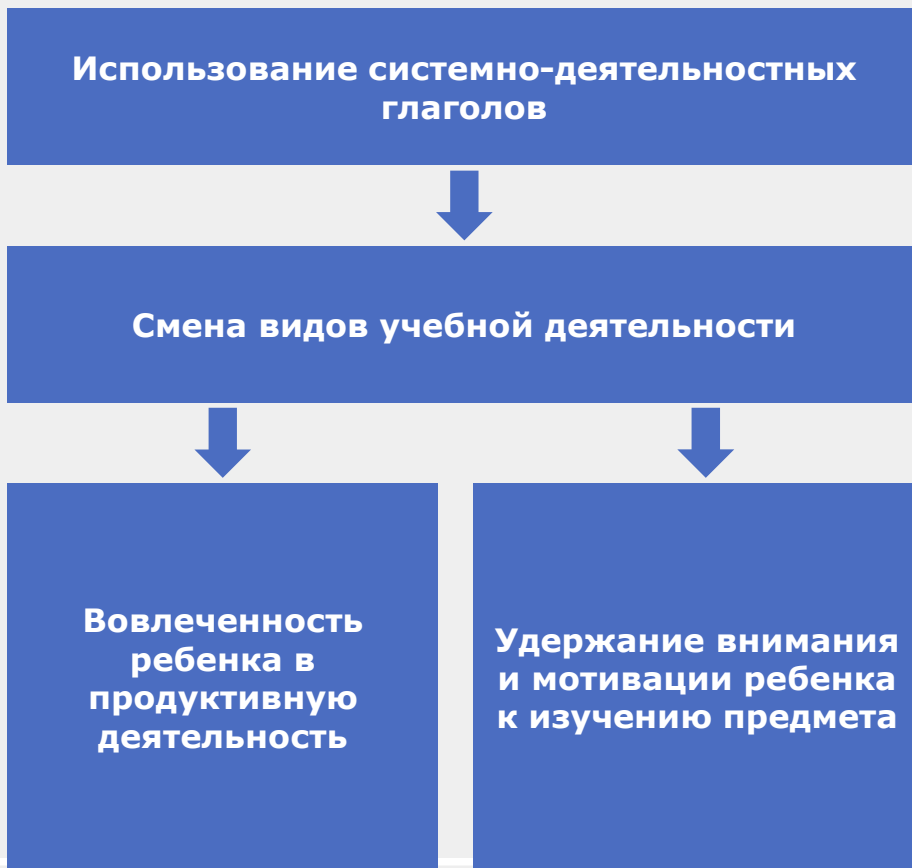 Использование системно-деятельностных
глаголов
Смена видов учебной деятельности
Вовлеченность
ребенка в
продуктивную
деятельность
Удержание внимания
и мотивации ребенка
к изучению предмета